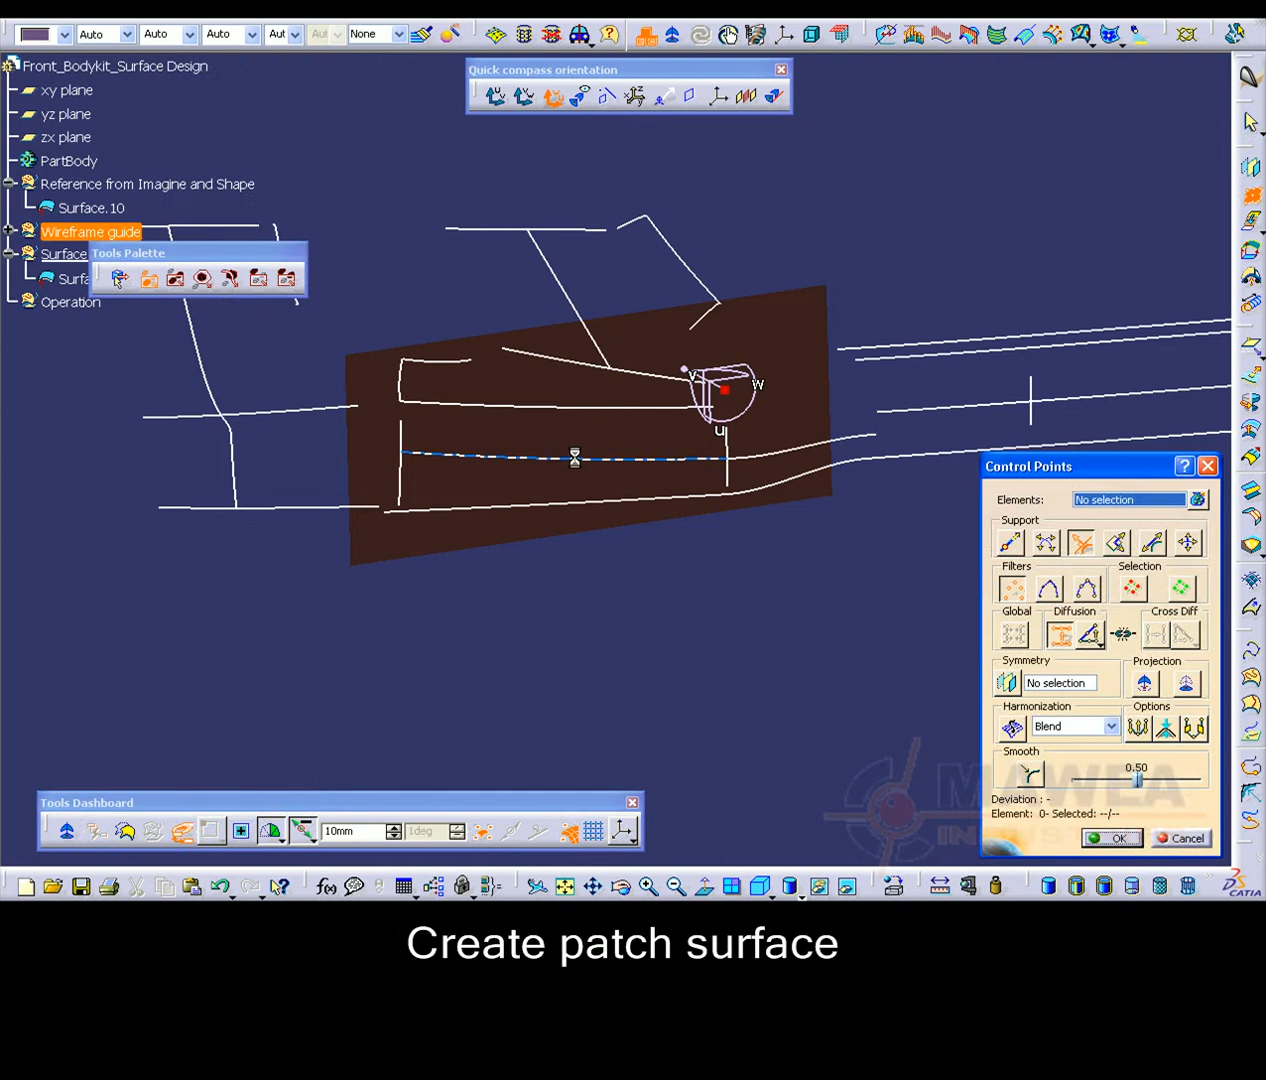 Auto
Auto
Auto
Aut
Aut
None
Front_Bodykit_Surface Design
Quick compass orientation
xy plane
yz plane
zx plane
PartBody
Reference from Imagine and Shape
Surface.10
Wireframe guide
Surface
Tools Palette
Surfa
Operation
v
w
u
Control Points
Elements:
No selection
Support
Filters
Selection
Global
Diffusion
Cross Diff
Symmetry
Projection
No selection
Harmonization
Options
Blend
Smooth
0.50
MAWEA
Deviation : -
Element: 0- Selected: --/--
OK
Cancel
Tools Dashboard
10mm
1deg
f(x)
CATIA
Create patch surface